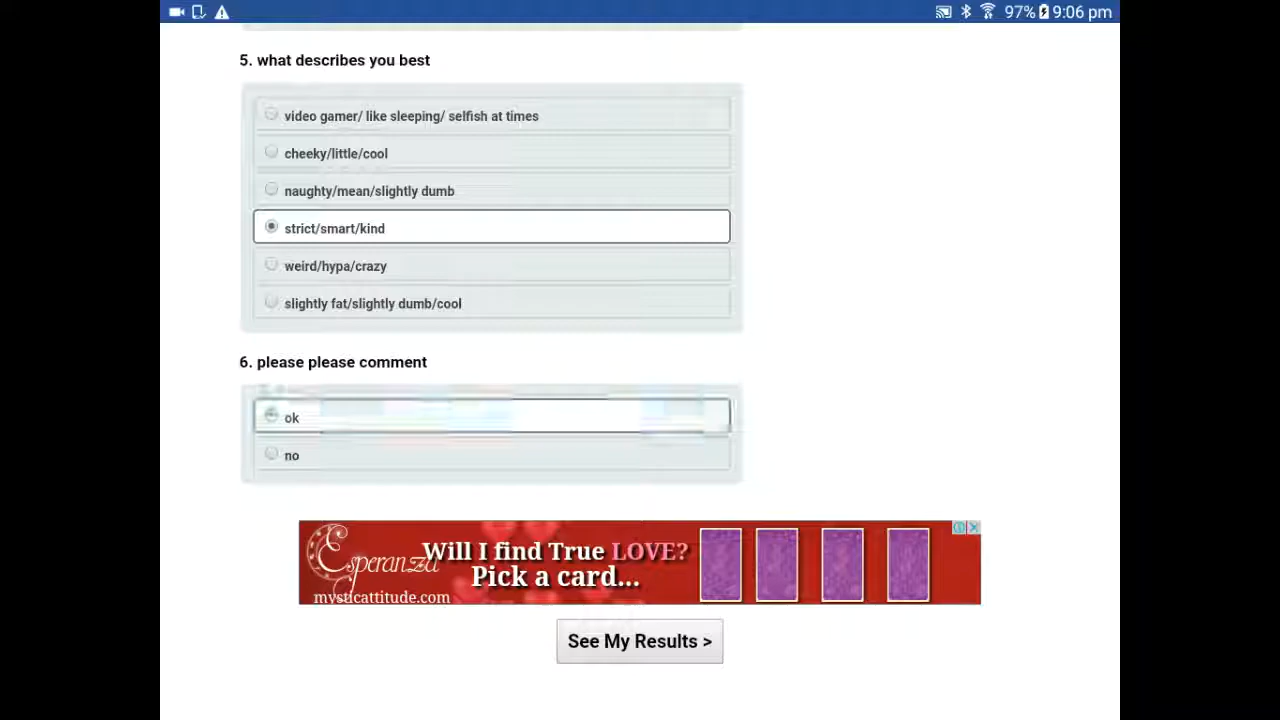 97% 9:06 pm
5. what describes you best
video gamer/ like sleeping/ selfish at times
cheeky/little/cool
naughty/mean/slightly dumb
strict/smart/kind
weird/hypa/crazy
slightly fat/slightly dumb/cool
6. please please comment
ok
no
Esperanza
Will I find True LOVE?
Pick a card...
mysticattitude.com
See My Results >